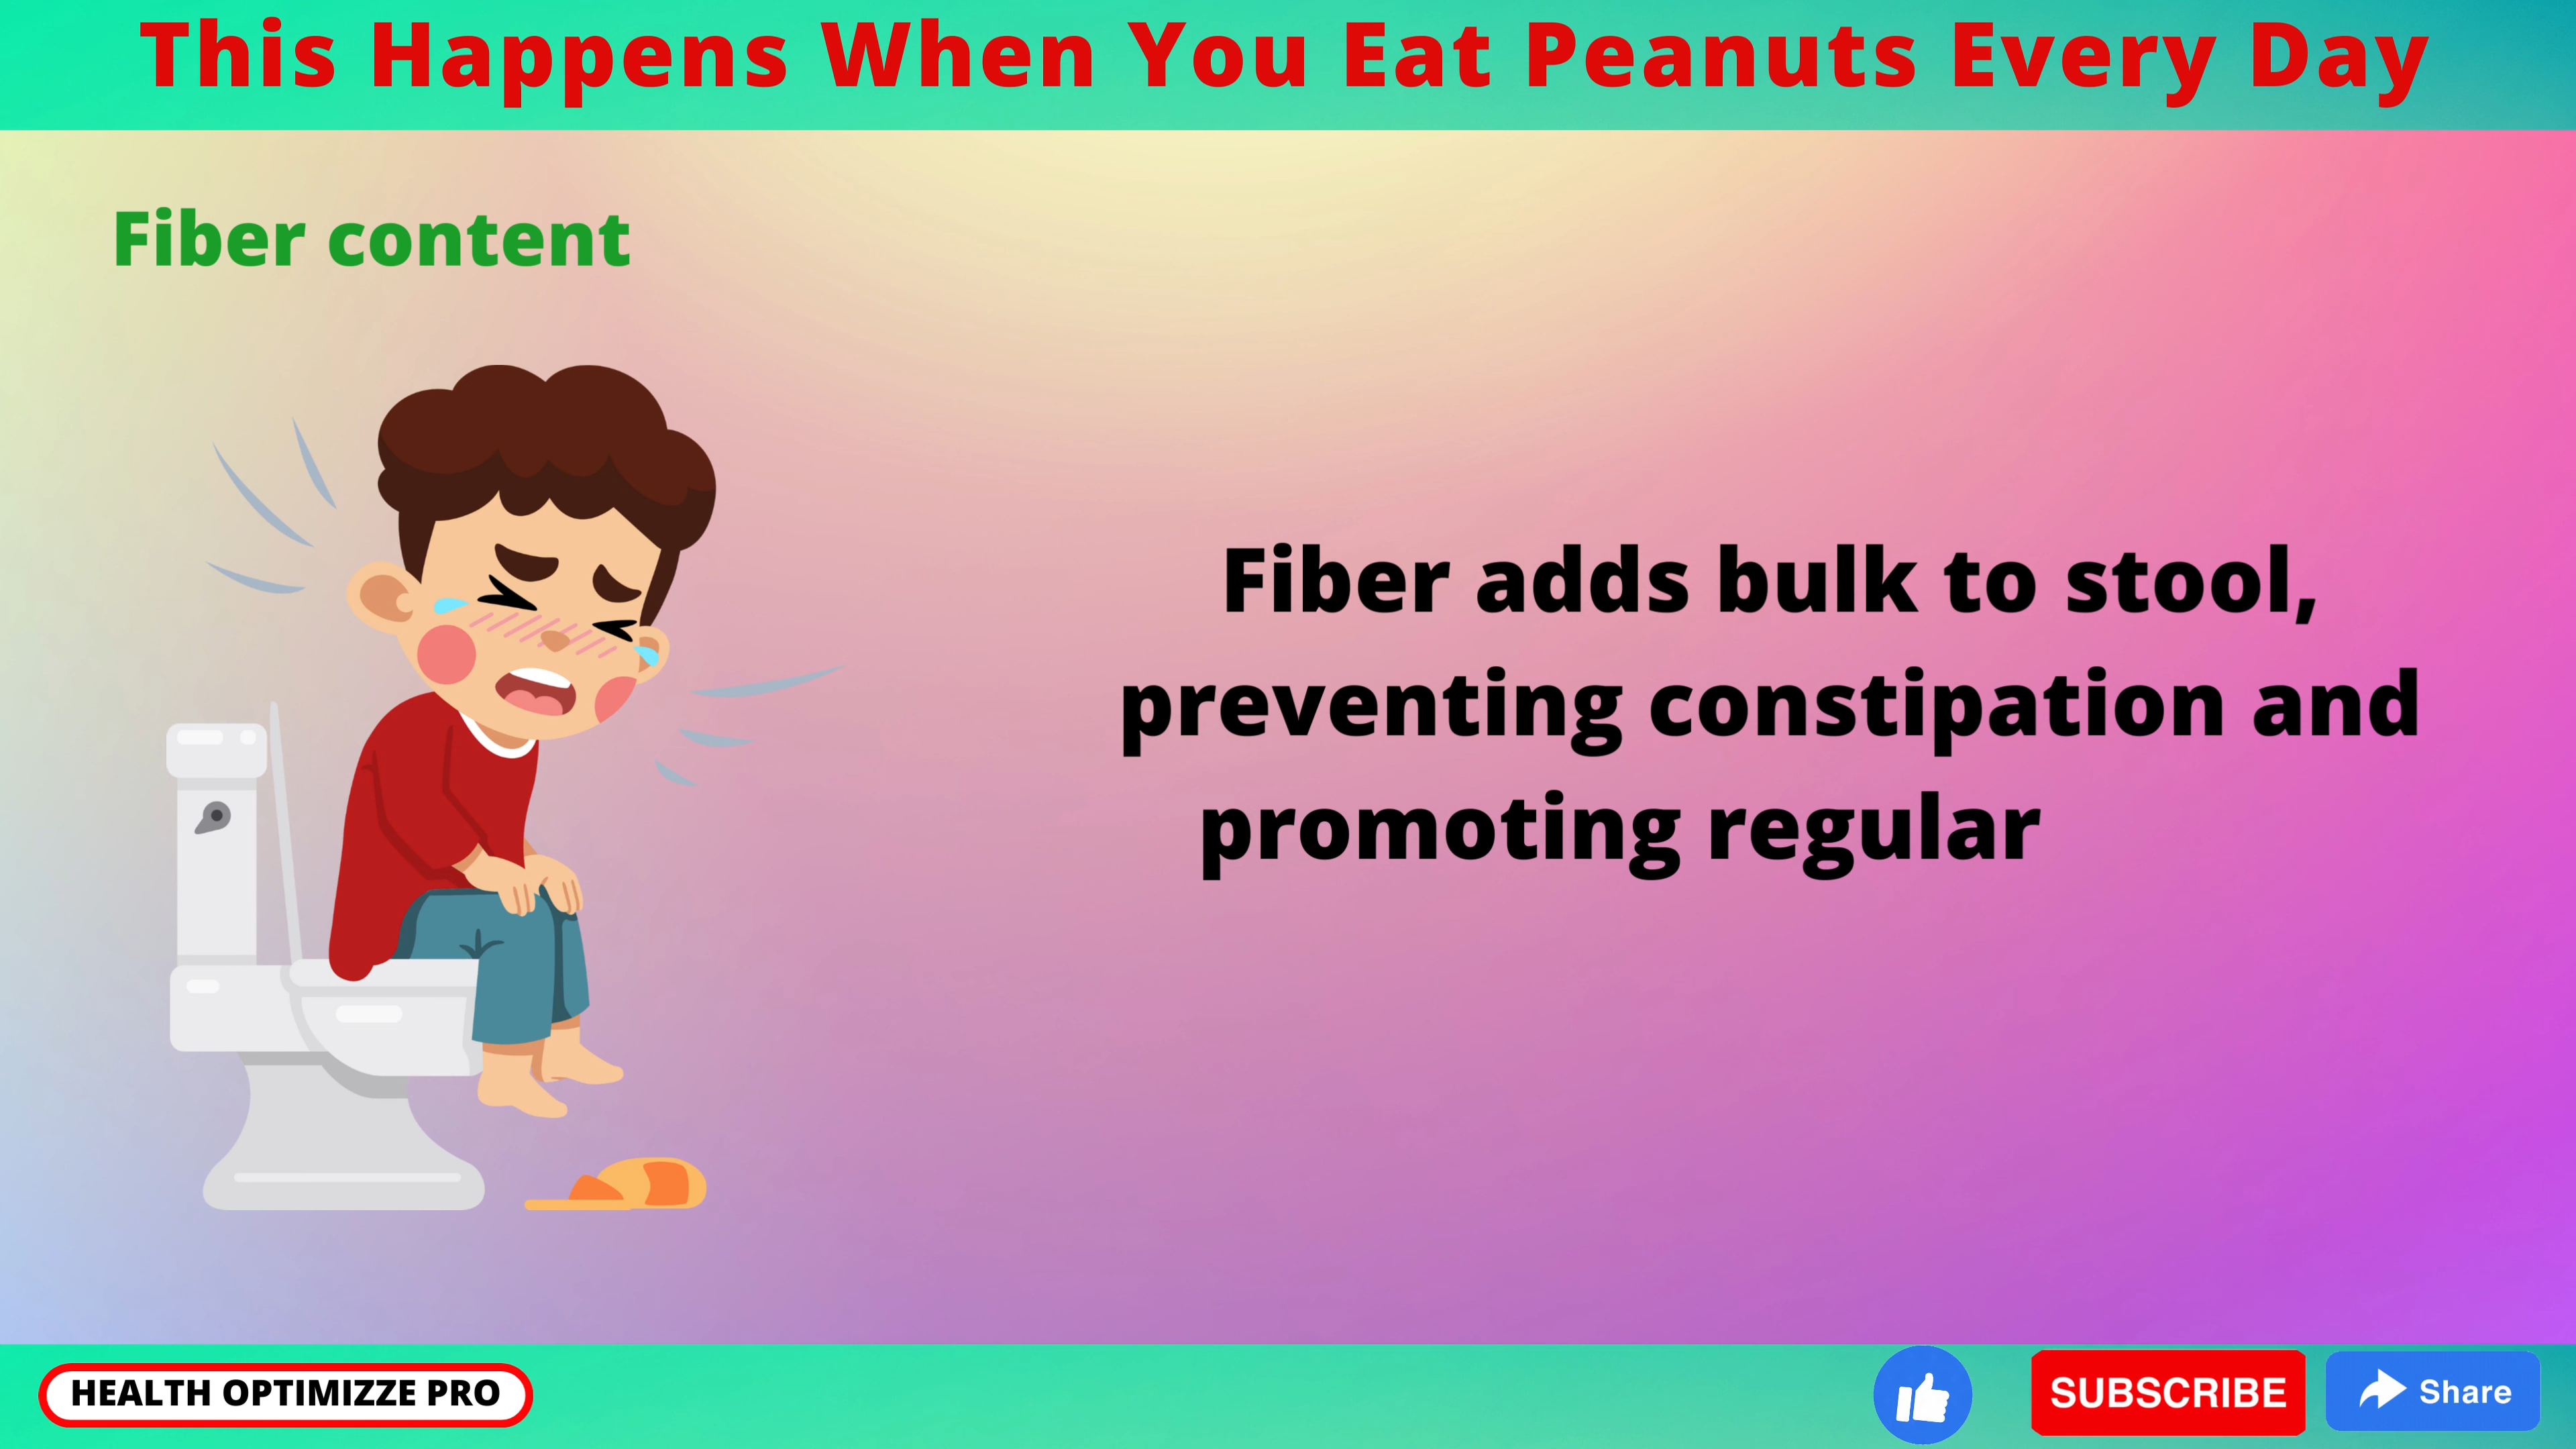 This Happens When You Eat Peanuts Every Day
Fiber content
Fiber adds bulk to stool,
preventing constipation and
promoting regular
HEALTH OPTIMIZZE PRO
SUBSCRIBE
Share